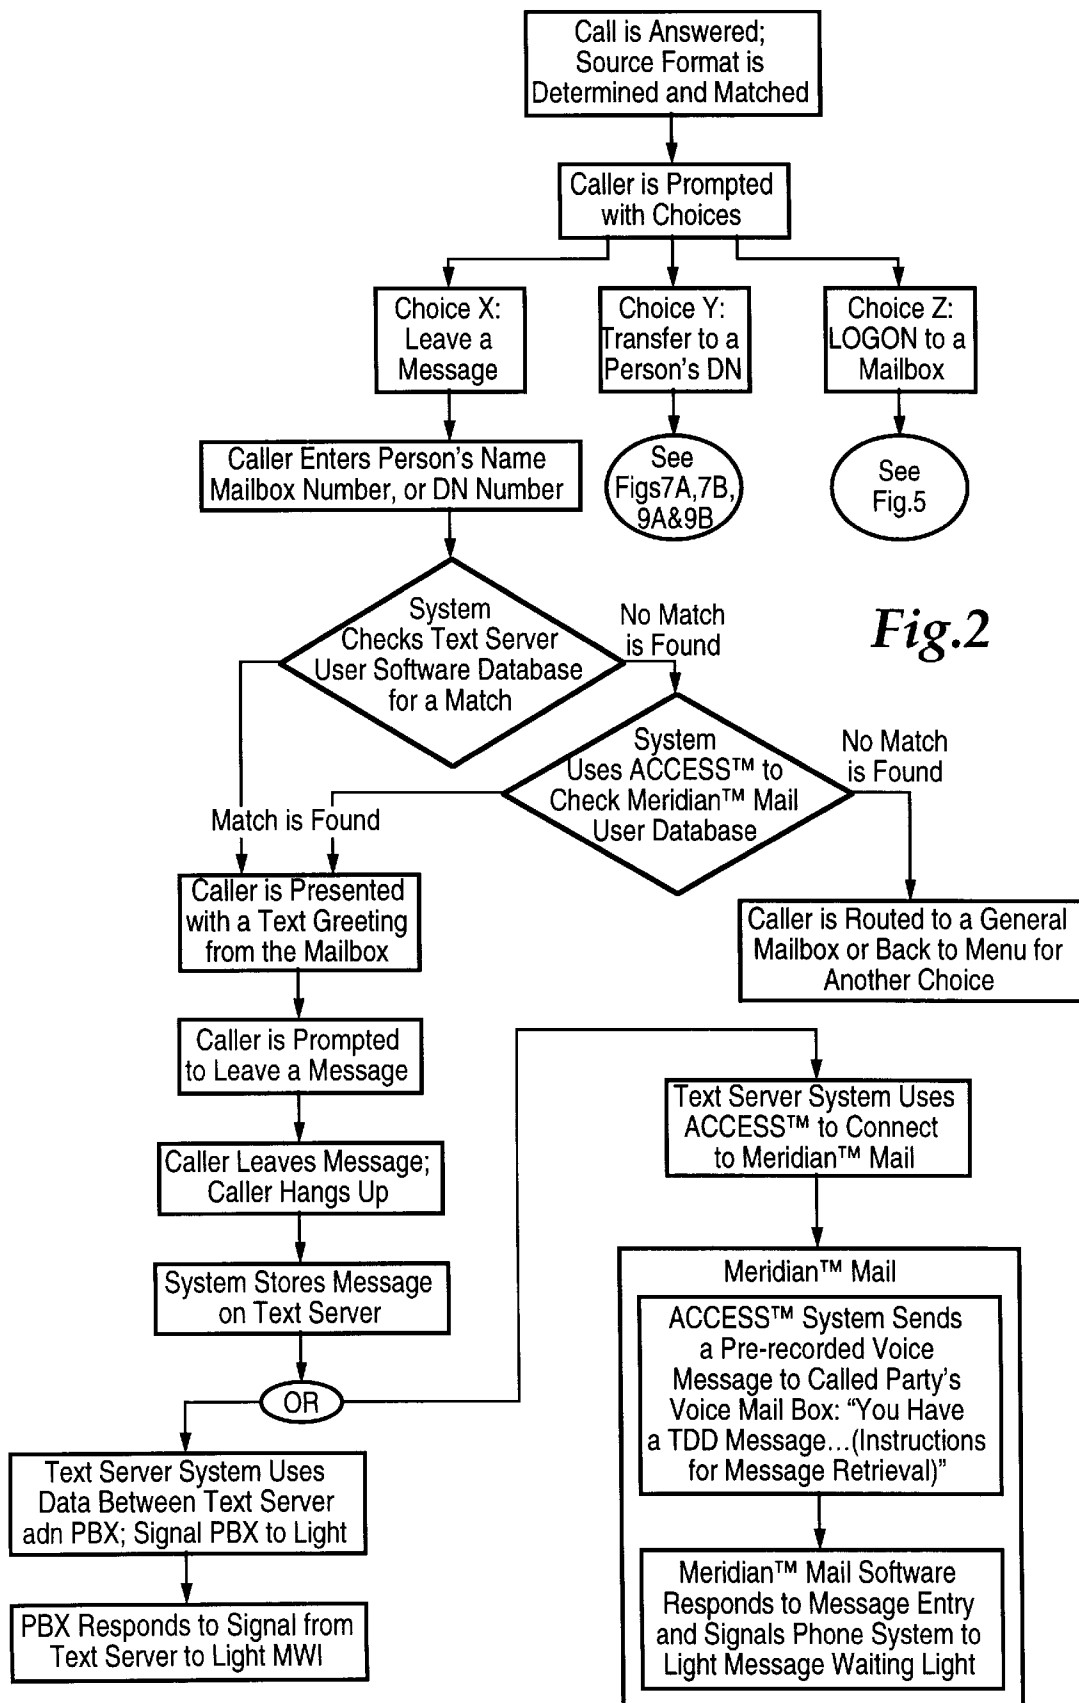 Call is Answered;
Source Format is
Determined and Matched
Caller is Prompted
with Choices
Choice X:
Leave a
Message
Choice Y:
Transfer to a
Person's DN
Choice Z:
LOGON to a
Mailbox
Caller Enters Person's Name
Mailbox Number, or DN Number
See
Figs7A,7B,
9A&9B
See
Fig.5
System
Checks Text Server
User Software Database
for a Match
No Match
is Found
Fig.2
System
Uses ACCESS™ to
Check Meridian™ Mail
User Database
No Match
is Found
Match is Found
Caller is Presented
with a Text Greeting
from the Mailbox
Caller is Routed to a General
Mailbox or Back to Menu for
Another Choice
Caller is Prompted
to Leave a Message
Caller Leaves Message;
Caller Hangs Up
System Stores Message
on Text Server
OR
Text Server System Uses
Data Between Text Server
adn PBX; Signal PBX to Light
PBX Responds to Signal from
Text Server to Light MWI
Text Server System Uses
ACCESS™ to Connect
to Meridian™ Mail
Meridian™ Mail
ACCESS™ System Sends
a Pre-recorded Voice
Message to Called Party's
Voice Mail Box: “You Have
a TDD Message...(Instructions
for Message Retrieval)”
Meridian™ Mail Software
Responds to Message Entry
and Signals Phone System to
Light Message Waiting Light